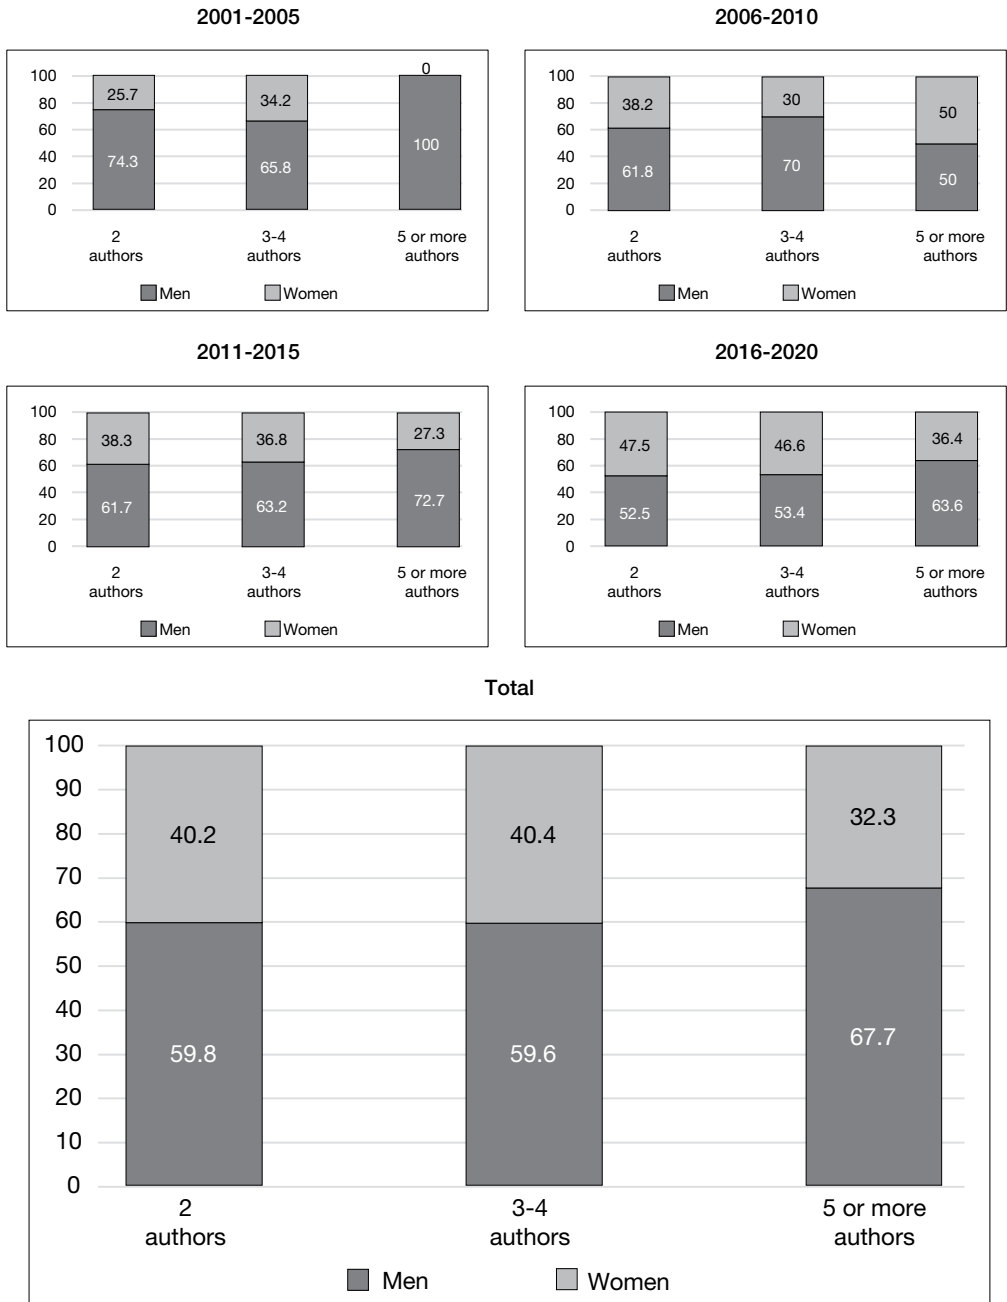 2001-2005
100
80
60
40
20
0
25.7
74.3
34.2
65.8
0
100
2
authors
3-4
authors
5 or more
authors
Men
Women
2006-2010
100
80
60
40
20
0
38.2
61.8
30
70
50
50
2
authors
3-4
authors
5 or more
authors
Men
Women
2011-2015
100
80
60
40
20
0
38.3
61.7
36.8
63.2
27.3
72.7
2
authors
3-4
authors
5 or more
authors
Men
Women
2016-2020
100
80
60
40
20
0
47.5
52.5
46.6
53.4
36.4
63.6
2
authors
3-4
authors
5 or more
authors
Men
Women
Total
100
90
80
70
60
50
40
30
20
10
0
40.2
59.8
40.4
59.6
32.3
67.7
2
authors
3-4
authors
5 or more
authors
Men
Women